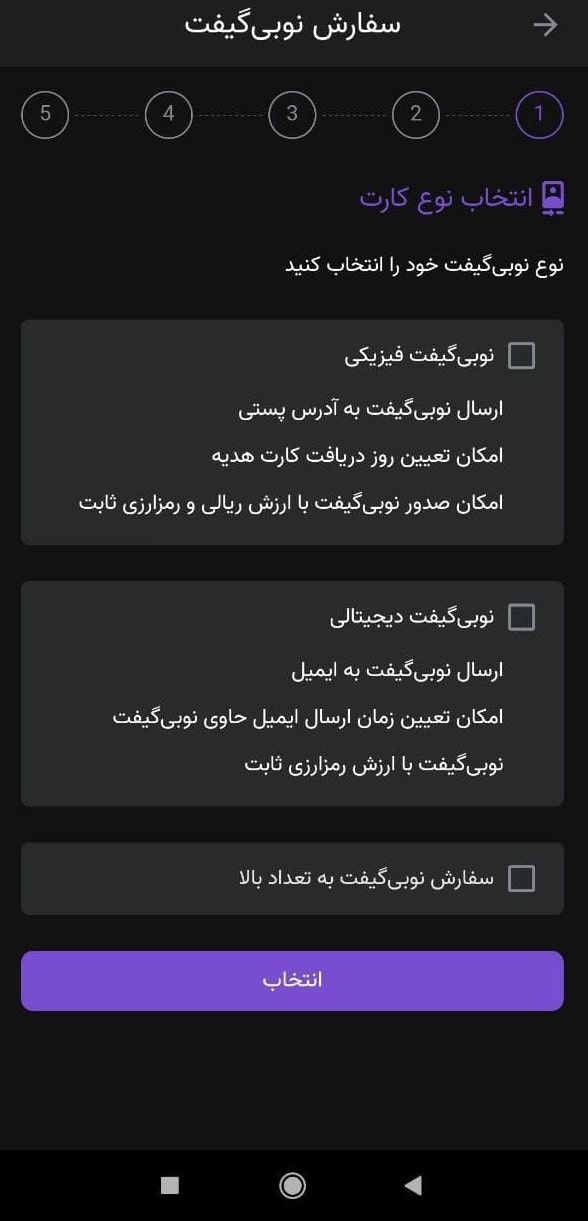 سفارش نوبی‌گیفت
1 2 3 4 5
انتخاب نوع کارت
نوع نوبی‌گیفت خود را انتخاب کنید
نوبی‌گیفت فیزیکی
ارسال نوبی‌گیفت به آدرس پستی
امکان تعیین روز دریافت کارت هدیه
امکان صدور نوبی‌گیفت با ارزش ریالی و رمزارزی ثابت
نوبی‌گیفت دیجیتالی
ارسال نوبی‌گیفت به ایمیل
امکان تعیین زمان ارسال ایمیل حاوی نوبی‌گیفت
نوبی‌گیفت با ارزش رمزارزی ثابت
سفارش نوبی‌گیفت به تعداد بالا
انتخاب